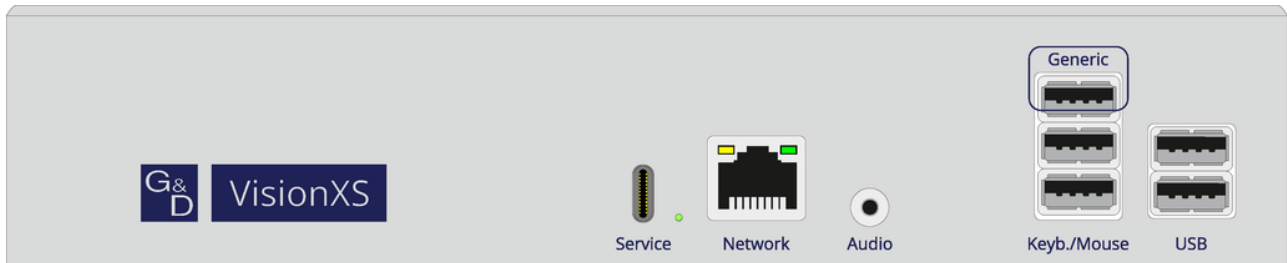 Generic
G&D
VisionXS
Service
Network
Audio
Keyb./Mouse
USB